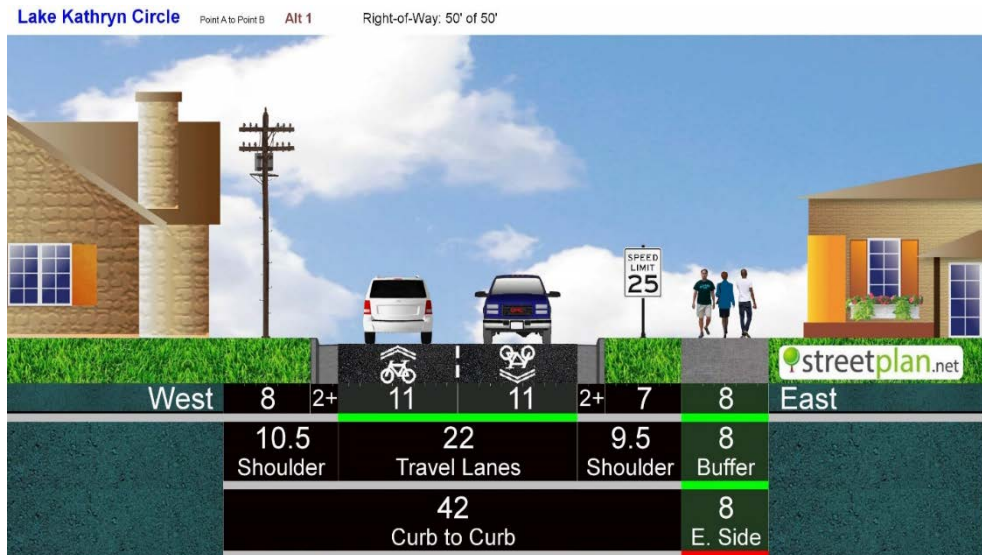 Lake Kathryn Circle Point A to Point B Alt 1 Right-of-Way: 50' of 50'
SPEED
LIMIT
25
streetplan.net
West 8 2+ 11 11 2+ 7 8 East
10.5 22 9.5 8
Shoulder Travel Lanes Shoulder Buffer
42 8
Curb to Curb E. Side